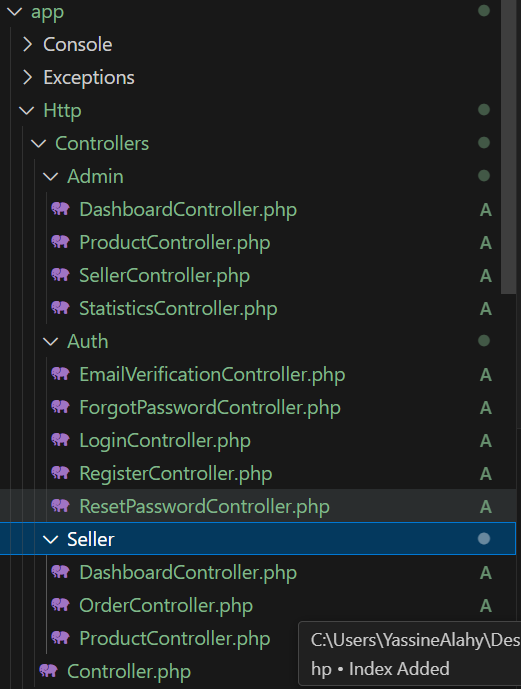 app
Console
Exceptions
Http
Controllers
Admin
DashboardController.php A
ProductController.php A
SellerController.php A
StatisticsController.php A
Auth
EmailVerificationController.php A
ForgotPasswordController.php A
LoginController.php A
RegisterController.php A
ResetPasswordController.php A
Seller
DashboardController.php A
OrderController.php A
ProductController.php
C:\Users\YassineAlahy\Des
Controller.php
hp • Index Added